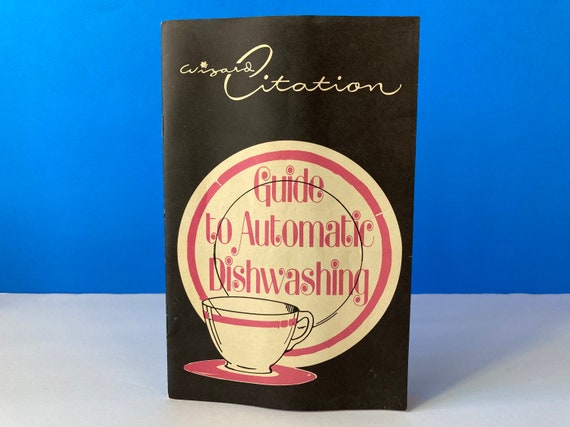 Wizard Citation
Guide
to Automatic
Dishwashing